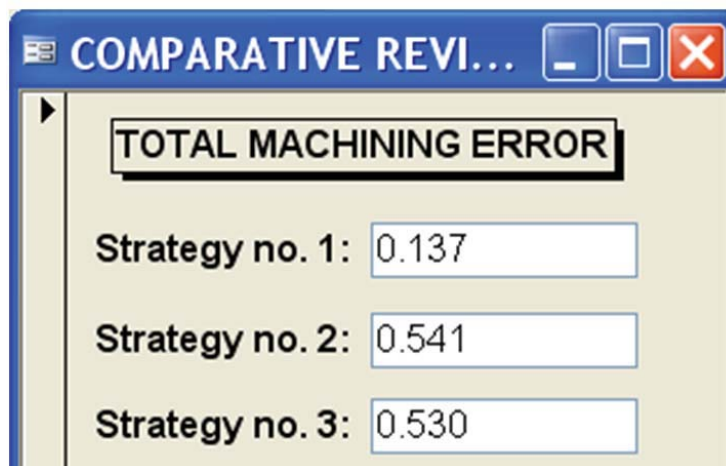 COMPARATIVE REVI...
TOTAL MACHINING ERROR
Strategy no. 1: 0.137
Strategy no. 2: 0.541
Strategy no. 3: 0.530